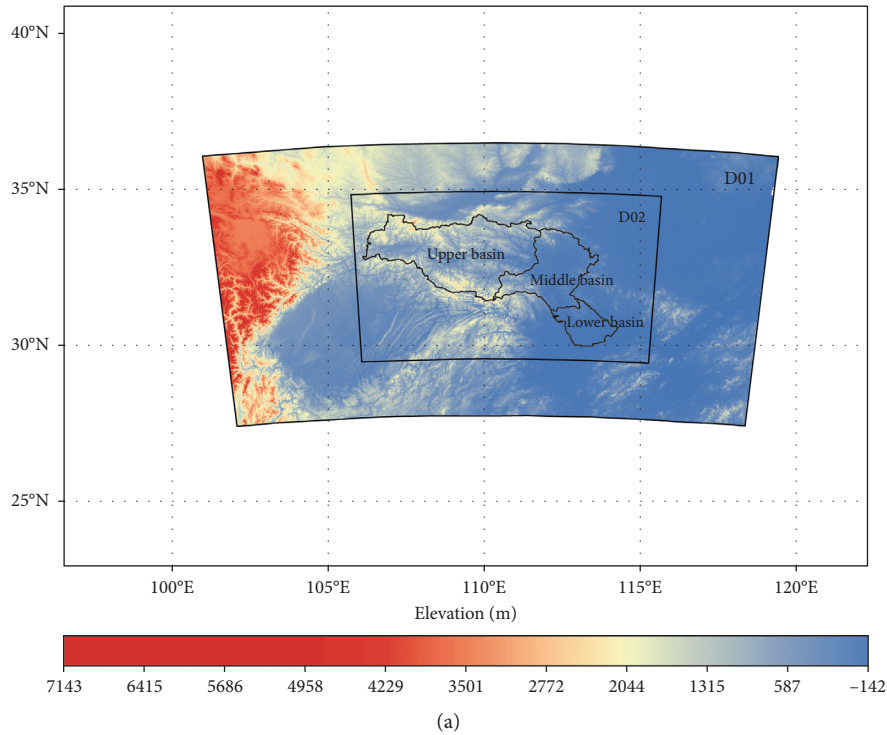 40°N
35°N
30°N
25°N
D01
D02
Upper basin
Middle basin
Lower basin
100°E 105°E 110°E 115°E 120°E
Elevation (m)
7143 6415 5686 4958 4229 3501 2772 2044 1315 587 −142
(a)